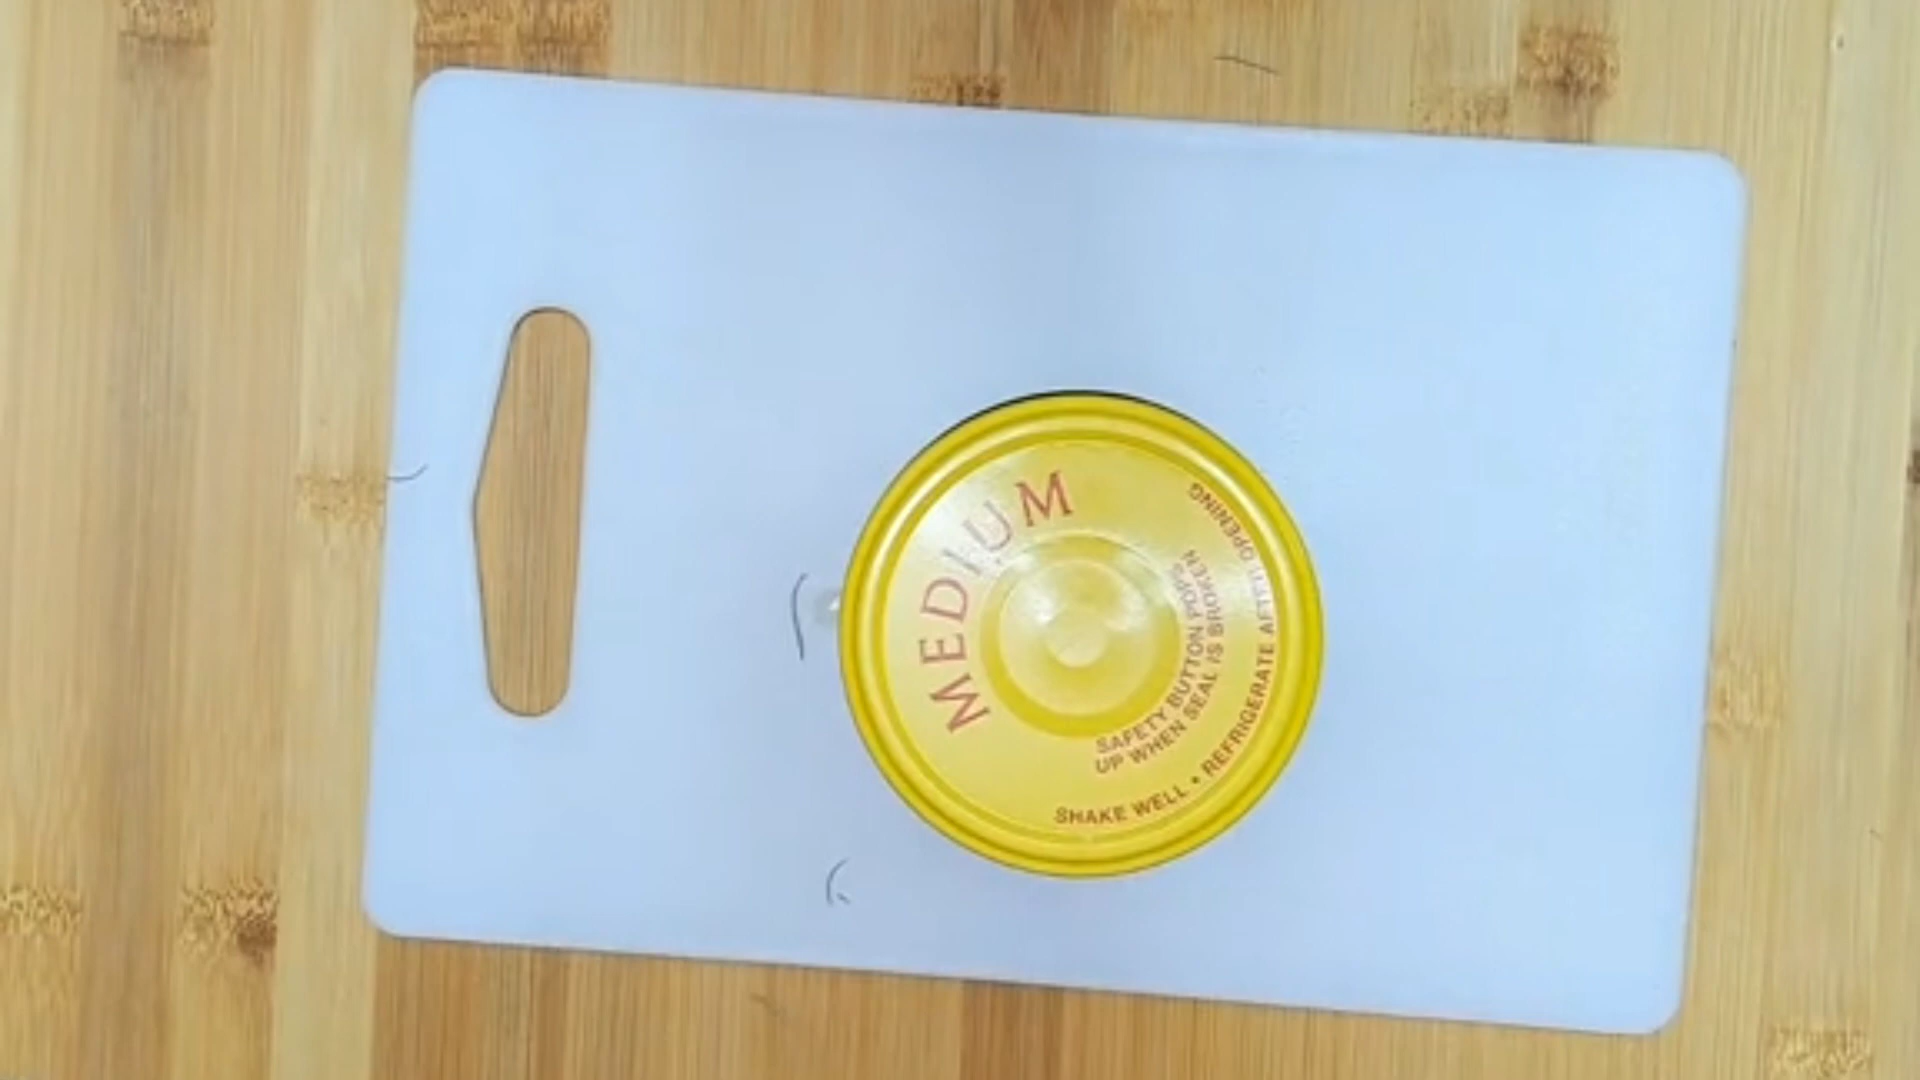 MEDIUM
SAFETY BUTTON POPS
UP WHEN SEAL IS BROKEN
SHAKE WELL • REFRIGERATE AFTER OPENING